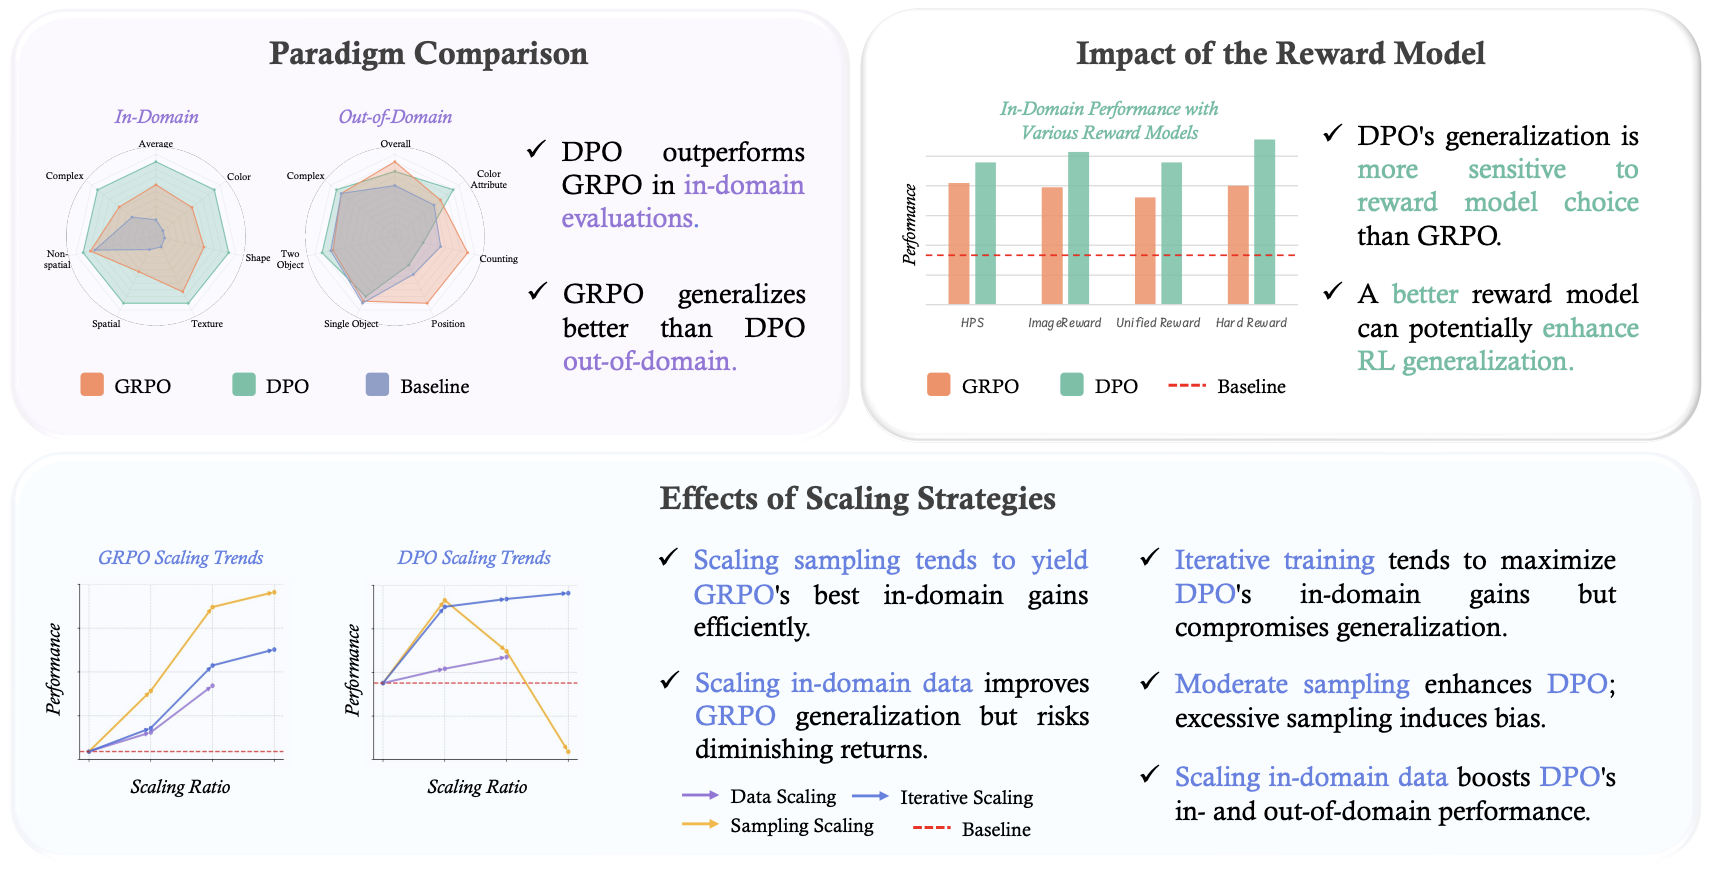 Paradigm Comparison
In-Domain
Out-of-Domain
Average
Color
Shape
Texture
Spatial
Non-
spatial
Complex
Overall
Color
Attribute
Counting
Position
Single Object
Two
Object
Complex
GRPO
DPO
Baseline
✓ DPO outperforms
GRPO in in-domain
evaluations.
✓ GRPO generalizes
better than DPO
out-of-domain.
Impact of the Reward Model
In-Domain Performance with
Various Reward Models
Performance
HPS
ImageReward
Unified Reward
Hard Reward
GRPO
DPO
Baseline
✓ DPO's generalization is
more sensitive to
reward model choice
than GRPO.
✓ A better reward model
can potentially enhance
RL generalization.
Effects of Scaling Strategies
GRPO Scaling Trends
Performance
Scaling Ratio
DPO Scaling Trends
Performance
Scaling Ratio
✓ Scaling sampling tends to yield
GRPO's best in-domain gains
efficiently.
✓ Scaling in-domain data improves
GRPO generalization but risks
diminishing returns.
Data Scaling
Iterative Scaling
Sampling Scaling
Baseline
✓ Iterative training tends to maximize
DPO's in-domain gains but
compromises generalization.
✓ Moderate sampling enhances DPO;
excessive sampling induces bias.
✓ Scaling in-domain data boosts DPO's
in- and out-of-domain performance.